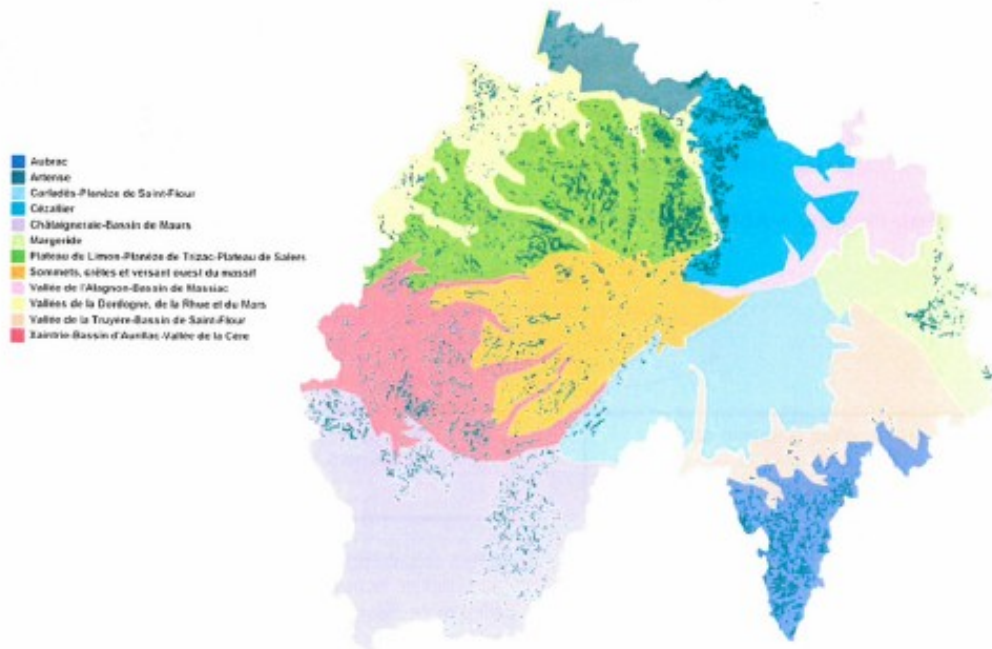 Aubrac
Artense
Carladès-Planèze de Saint-Flour
Cézallier
Châtaigneraie-Bassin de Maurs
Margeride
Plateau du Limon-Planèze de Trizac-Plateau de Salers
Sommets, crêtes et versant ouest du massif
Vallée de l'Alagnon-Bassin de Massiac
Vallées de la Dordogne, de la Rhue et du Mars
Vallée de la Truyère-Bassin de Saint-Flour
Xaintrie-Bassin d'Aurillac-Vallée de la Cère